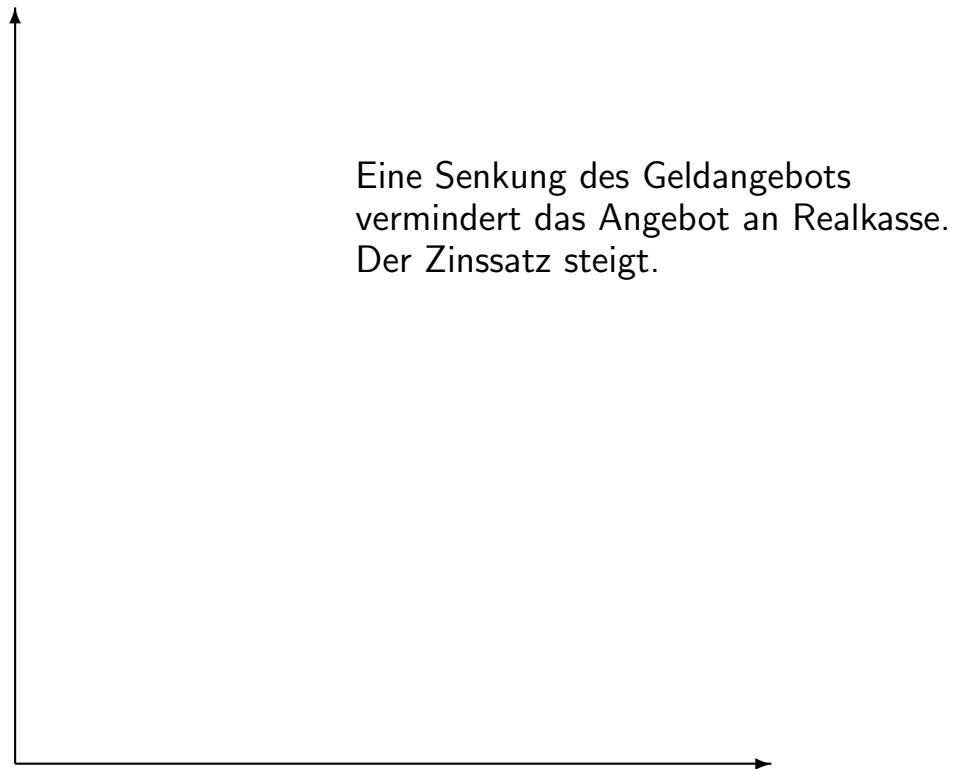 Eine Senkung des Geldangebots
vermindert das Angebot an Realkasse.
Der Zinssatz steigt.